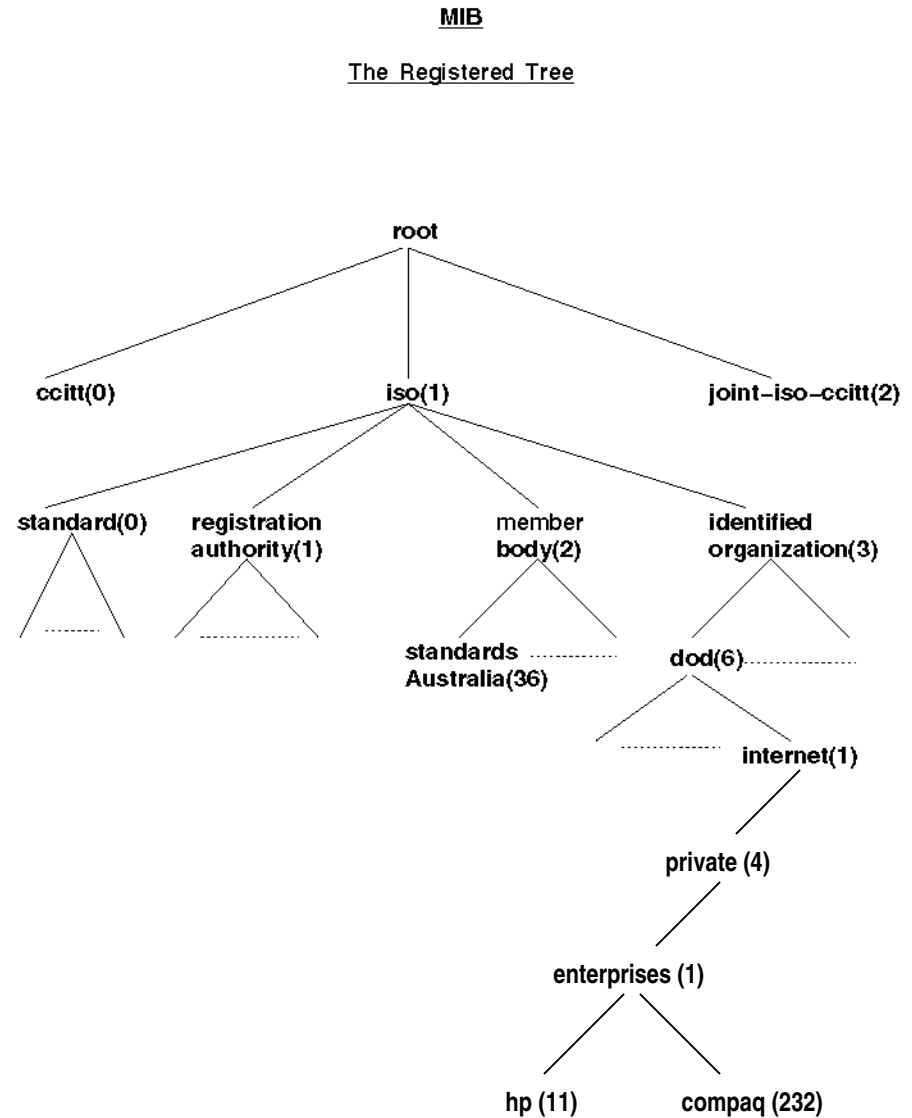 MIB
The Registered Tree
root
ccitt(0)
iso(1)
joint–iso–ccitt(2)
standard(0)
registration
authority(1)
member
body(2)
identified
organization(3)
standards
Australia(36)
dod(6)
internet(1)
private (4)
enterprises (1)
hp (11)
compaq (232)